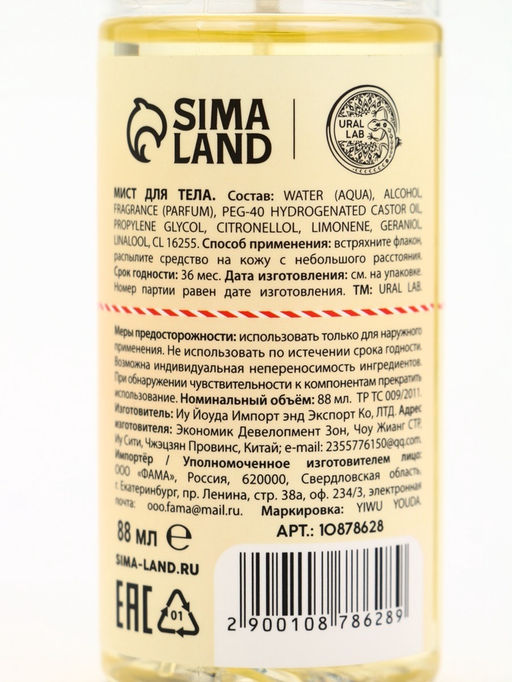 SIMA
LAND
URAL
LAB
МИСТ ДЛЯ ТЕЛА. Состав: WATER (AQUA), ALCOHOL,
FRAGRANCE (PARFUM), PEG-40 HYDROGENATED CASTOR OIL,
PROPYLENE GLYCOL, CITRONELLOL, LIMONENE, GERANIOL,
LINALOOL, CL 16255. Способ применения: встряхните флакон,
распылите средство на кожу с небольшого расстояния.
Срок годности: 36 мес. Дата изготовления: см. на упаковке.
Номер партии равен дате изготовления. ТМ: URAL LAB.
Меры предосторожности: использовать только для наружного
применения. Не использовать по истечении срока годности.
Возможна индивидуальная непереносимость ингредиентов.
При обнаружении чувствительности к компонентам прекратить
использование. Номинальный объём: 88 мл. ТР ТС 009/2011.
Изготовитель: Иу Йоуда Импорт энд Экспорт Ко, ЛТД. Адрес
изготовителя: Экономик Девелопмент Зон, Чоу Жианг СТР,
Иу Сити, Чжэцзян Провинс, Китай; e-mail: 2355776150@qq.com.
Импортёр / Уполномоченное изготовителем лицо:
ООО «ФАМА», Россия, 620000, Свердловская область,
г. Екатеринбург, пр. Ленина, стр. 38а, оф. 234/3, электронная
почта: ooo.fama@mail.ru. Маркировка: YIWU YOUDA.
88 мл e
АРТ.: 10878628
SIMA-LAND.RU
EAC
01
2 900108 786289